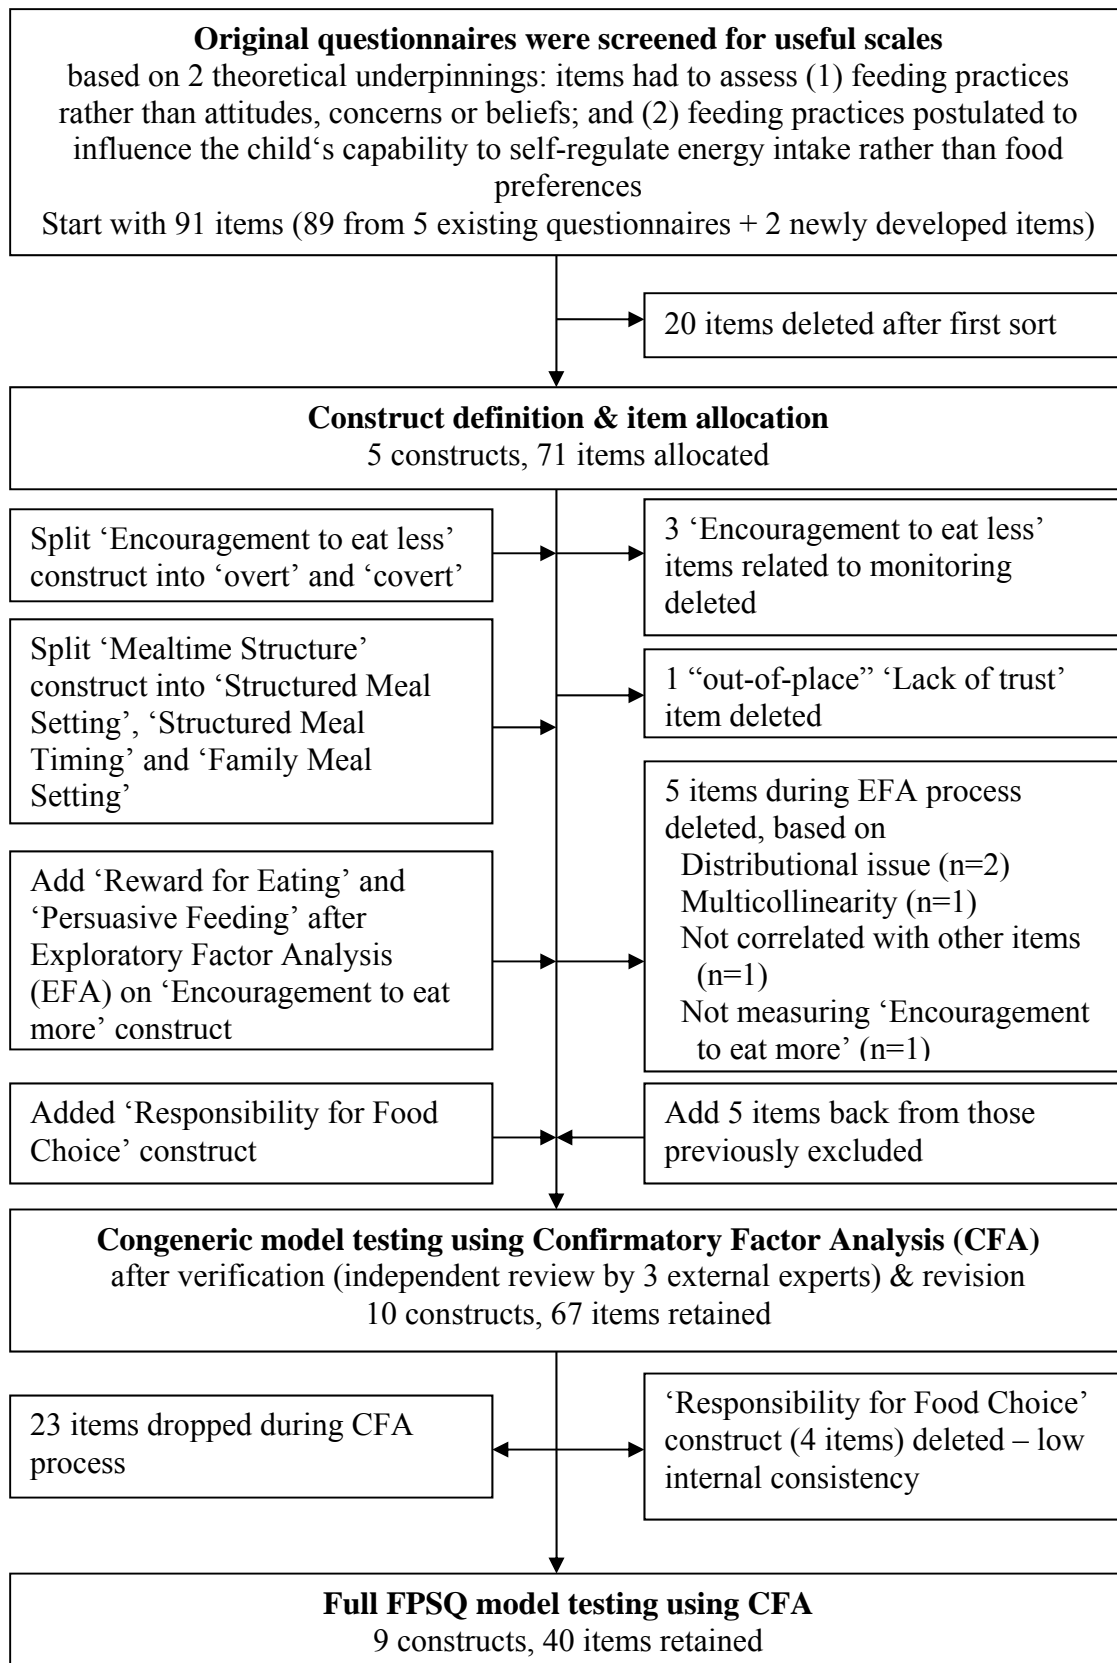 Original questionnaires were screened for useful scales
based on 2 theoretical underpinnings: items had to assess (1) feeding practices
rather than attitudes, concerns or beliefs; and (2) feeding practices postulated to
influence the child‘s capability to self-regulate energy intake rather than food
preferences
Start with 91 items (89 from 5 existing questionnaires + 2 newly developed items)
20 items deleted after first sort
Construct definition & item allocation
5 constructs, 71 items allocated
Split ‘Encouragement to eat less’
construct into ‘overt’ and ‘covert’
3 ‘Encouragement to eat less’
items related to monitoring
deleted
Split ‘Mealtime Structure’
construct into ‘Structured Meal
Setting’, ‘Structured Meal
Timing’ and ‘Family Meal
Setting’
1 “out-of-place” ‘Lack of trust’
item deleted
5 items during EFA process
deleted, based on
Distributional issue (n=2)
Multicollinearity (n=1)
Not correlated with other items
(n=1)
Not measuring ‘Encouragement
to eat more’ (n=1)
Add ‘Reward for Eating’ and
‘Persuasive Feeding’ after
Exploratory Factor Analysis
(EFA) on ‘Encouragement to eat
more’ construct
Added ‘Responsibility for Food
Choice’ construct
Add 5 items back from those
previously excluded
Congeneric model testing using Confirmatory Factor Analysis (CFA)
after verification (independent review by 3 external experts) & revision
10 constructs, 67 items retained
23 items dropped during CFA
process
‘Responsibility for Food Choice’
construct (4 items) deleted – low
internal consistency
Full FPSQ model testing using CFA
9 constructs, 40 items retained